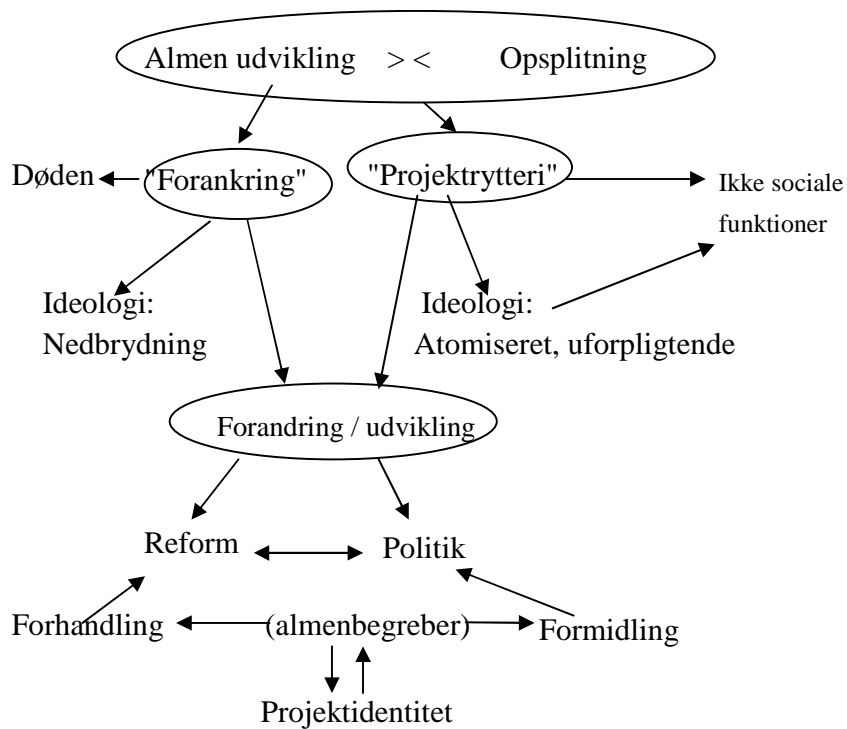 Almen udvikling > < Opsplitning
Døden "Forankring" "Projektrytteri" Ikke sociale
funktioner
Ideologi: Ideologi:
Nedbrydning Atomiseret, uforpligtende
Forandring / udvikling
Reform Politik
Forhandling (almenbegreber) Formidling
Projektidentitet